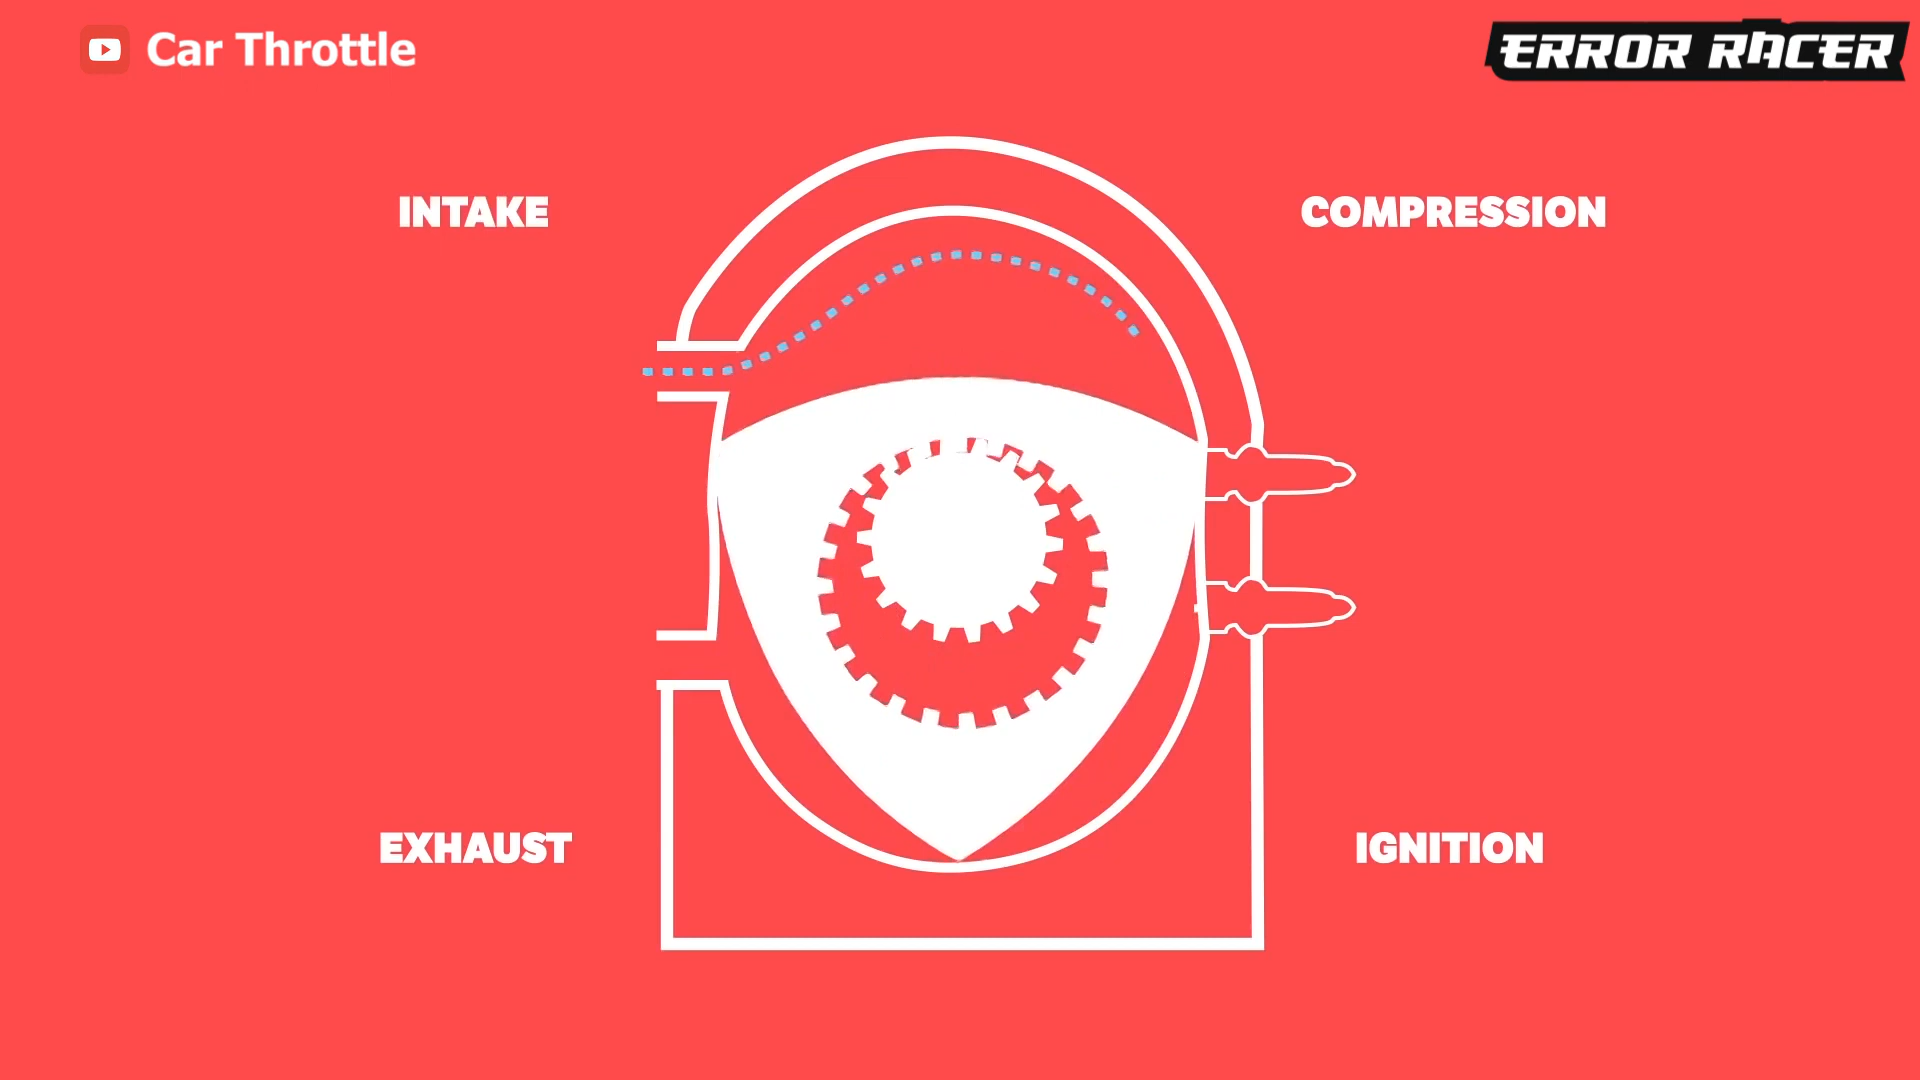 Car Throttle
ERROR RACER
INTAKE
COMPRESSION
EXHAUST
IGNITION